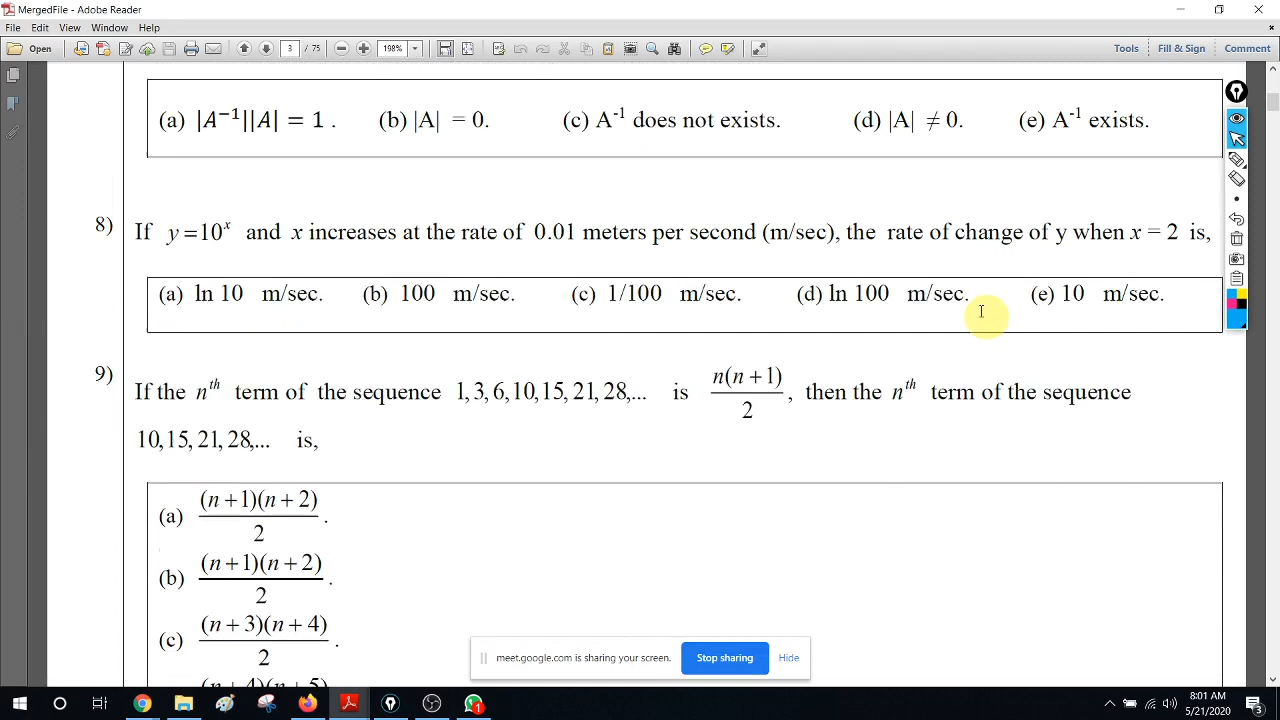 MergedFile - Adobe Reader
File Edit View Window Help
Open 3 / 75 198% Tools Fill & Sign Comment
(a) |A⁻¹||A| = 1 . (b) |A| = 0. (c) A⁻¹ does not exists. (d) |A| ≠ 0. (e) A⁻¹ exists.
8) If y=10ˣ and x increases at the rate of 0.01 meters per second (m/sec), the rate of change of y when x = 2 is,
(a) ln 10 m/sec. (b) 100 m/sec. (c) 1/100 m/sec. (d) ln 100 m/sec. (e) 10 m/sec.
9) If the nᵗʰ term of the sequence 1,3,6,10,15,21,28,... is n(n+1)/2, then the nᵗʰ term of the sequence
10,15,21,28,... is,
(a) (n+1)(n+2)/2 .
(b) (n+1)(n+2)/2 .
(c) (n+3)(n+4)/2 .
(n+4)(n+5)
meet.google.com is sharing your screen. Stop sharing Hide
8:01 AM
5/21/2020
1
3